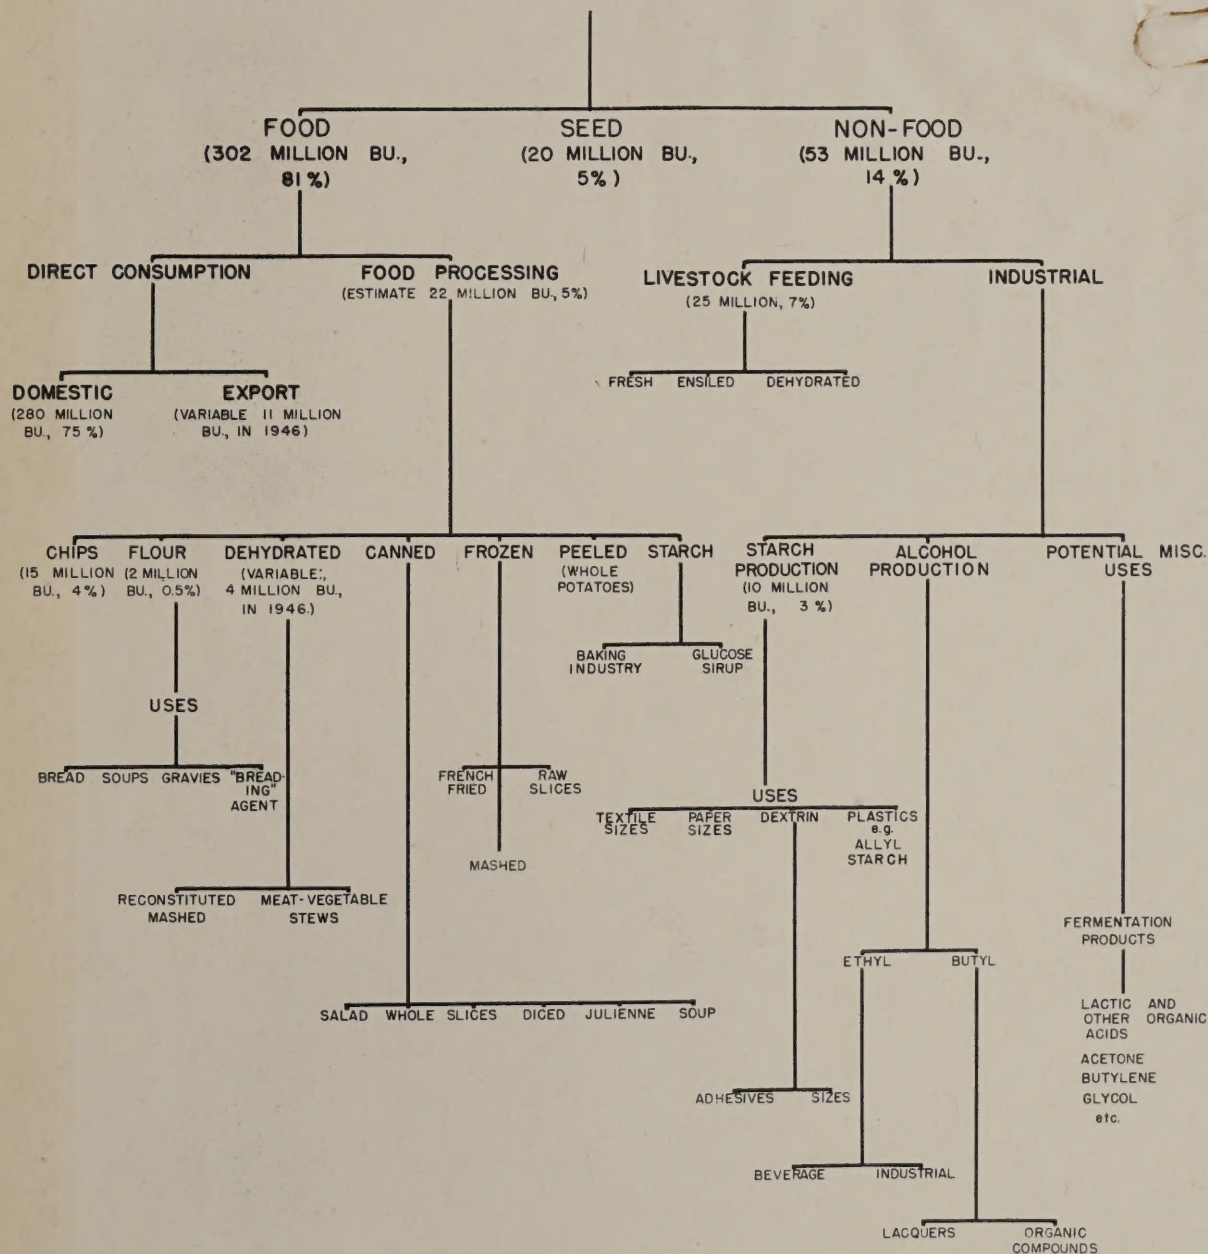 FOOD
(302 MILLION BU.,
81%)
SEED
(20 MILLION BU.,
5%)
NON-FOOD
(53 MILLION BU.,
14%)
DIRECT CONSUMPTION
FOOD PROCESSING
(ESTIMATE 22 MILLION BU., 5%)
LIVESTOCK FEEDING
(25 MILLION, 7%)
INDUSTRIAL
FRESH ENSILED DEHYDRATED
DOMESTIC
(280 MILLION
BU., 75%)
EXPORT
(VARIABLE 11 MILLION
BU., IN 1946)
CHIPS
(15 MILLION
BU., 4%)
FLOUR
(2 MILLION
BU., 0.5%)
DEHYDRATED
(VARIABLE;,
4 MILLION BU.,
IN 1946.)
CANNED
FROZEN
PEELED
(WHOLE
POTATOES)
STARCH
STARCH
PRODUCTION
(10 MILLION
BU., 3%)
ALCOHOL
PRODUCTION
POTENTIAL MISC.
USES
BAKING
INDUSTRY
GLUCOSE
SIRUP
USES
BREAD SOUPS GRAVIES "BREAD-
ING"
AGENT
FRENCH
FRIED
RAW
SLICES
MASHED
USES
TEXTILE
SIZES
PAPER
SIZES
DEXTRIN
PLASTICS
e.g.
ALLYL
STARCH
RECONSTITUTED
MASHED
MEAT-VEGETABLE
STEWS
FERMENTATION
PRODUCTS
ETHYL BUTYL
SALAD WHOLE SLICES DICED JULIENNE SOUP
LACTIC AND
OTHER ORGANIC
ACIDS
ACETONE
BUTYLENE
GLYCOL
etc.
ADHESIVES SIZES
BEVERAGE INDUSTRIAL
LACQUERS
ORGANIC
COMPOUNDS